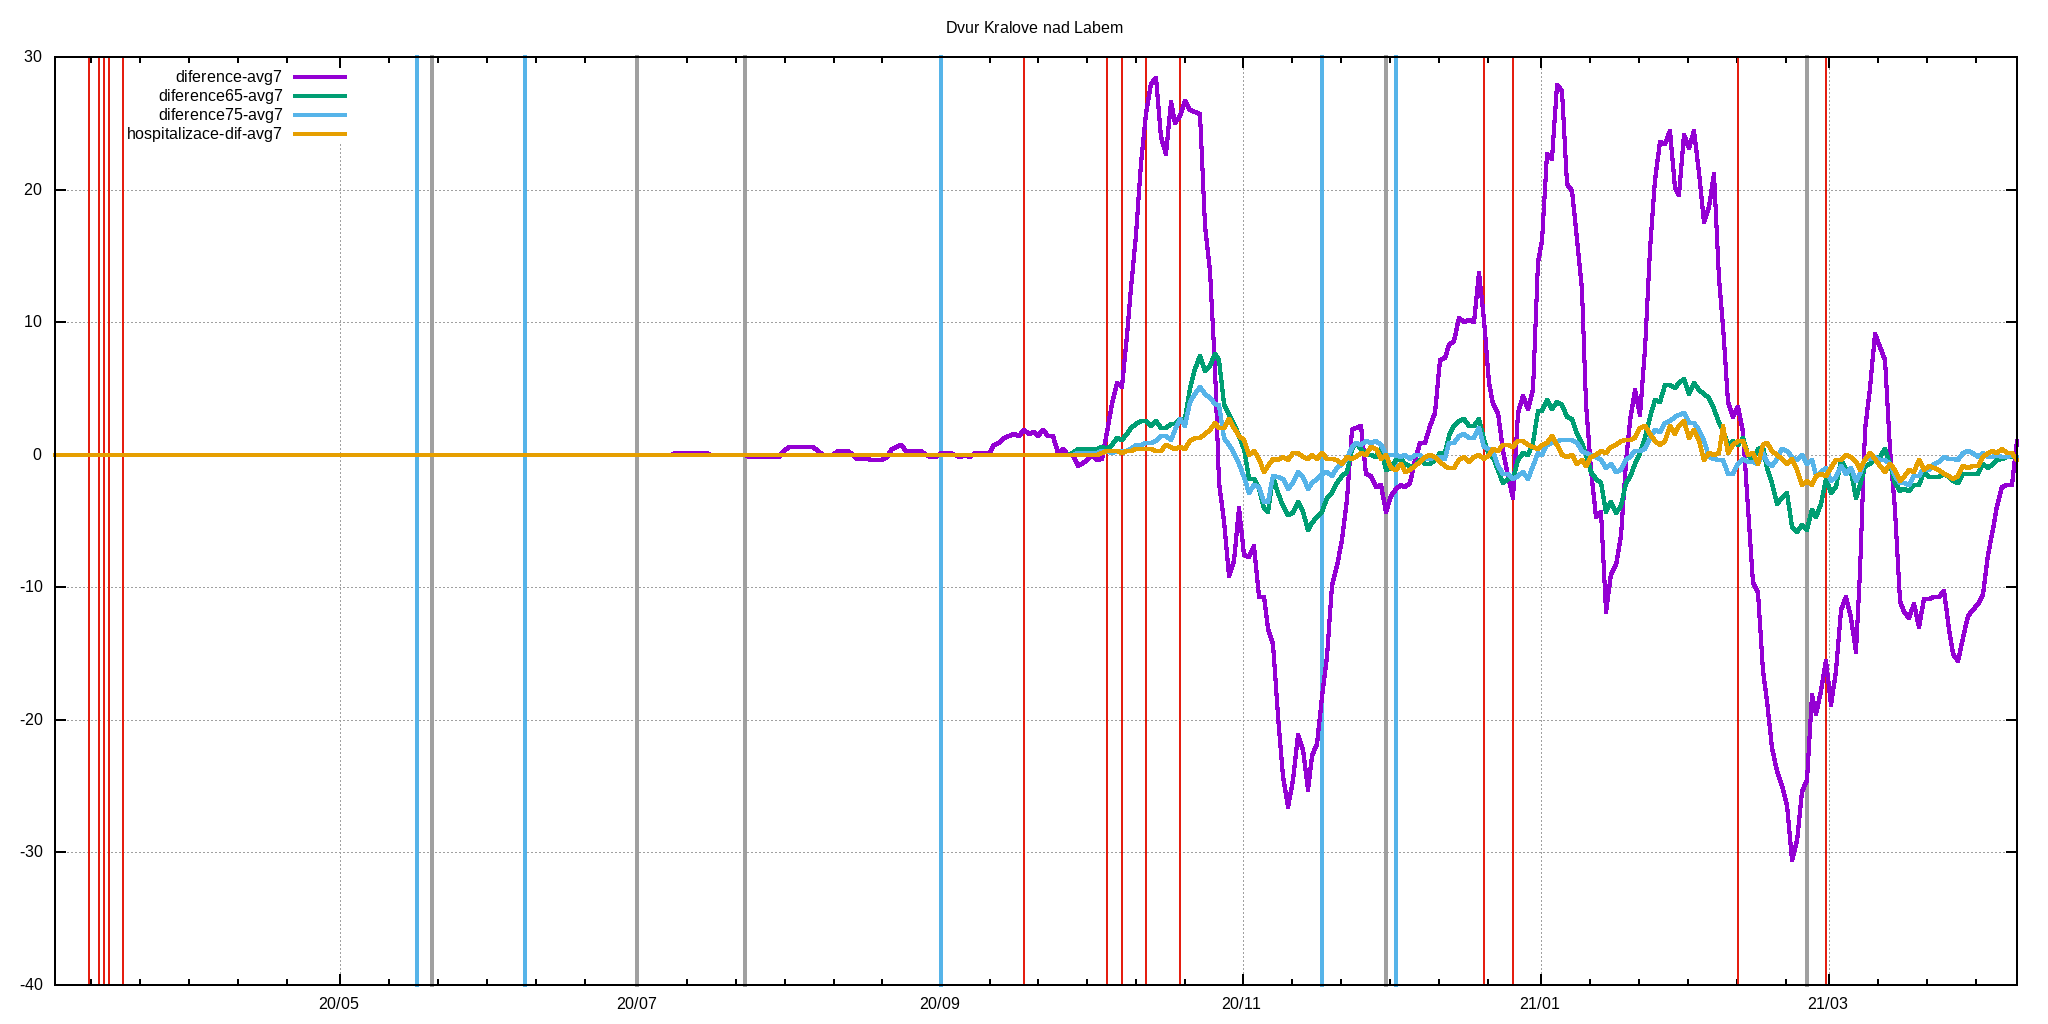 Dvur Kralove nad Labem
30
20
10
0
-10
-20
-30
-40
diference-avg7
diference65-avg7
diference75-avg7
hospitalizace-dif-avg7
20/05
20/07
20/09
20/11
21/01
21/03